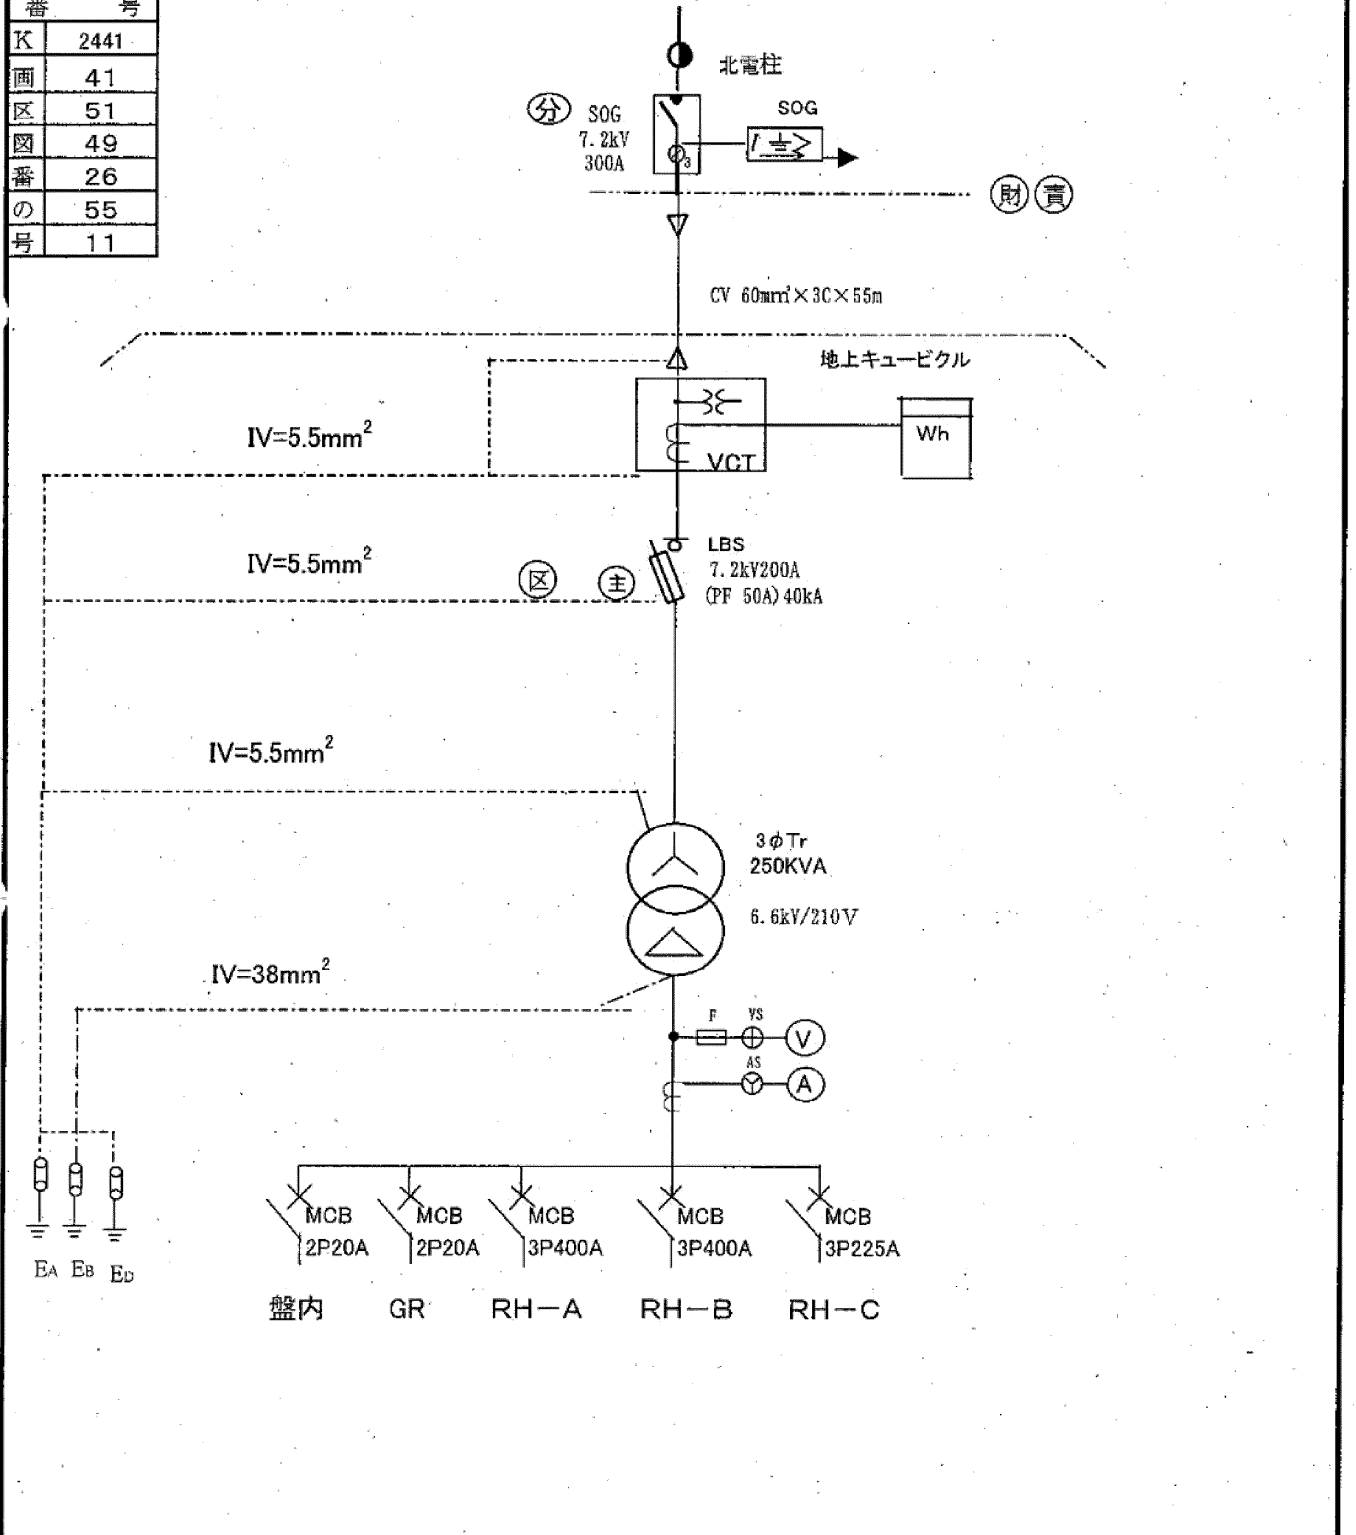 番 号
K 2441
画 41
区 51
図 49
番 26
の 55
号 11
北電柱
分
SOG
7.2kV
300A
3
SOG
財 責
CV 60mm²×3C×55m
地上キュービクル
IV=5.5mm²
VCT
Wh
IV=5.5mm²
区 主
LBS
7.2kV200A
(PF 50A)40kA
IV=5.5mm²
3φTr
250KVA
6.6kV/210V
IV=38mm²
F VS V
AS A
MCB MCB MCB MCB MCB
2P20A 2P20A 3P400A 3P400A 3P225A
EA EB ED
盤内 GR RH-A RH-B RH-C